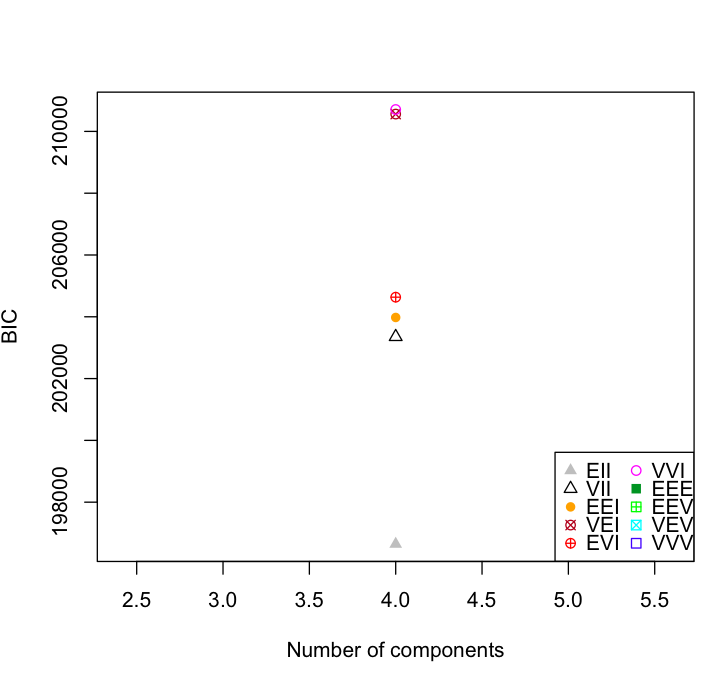 BIC
210000
206000
202000
198000
EII VVI
VII EEE
EEI EEV
VEI VEV
EVI VVV
2.5 3.0 3.5 4.0 4.5 5.0 5.5
Number of components